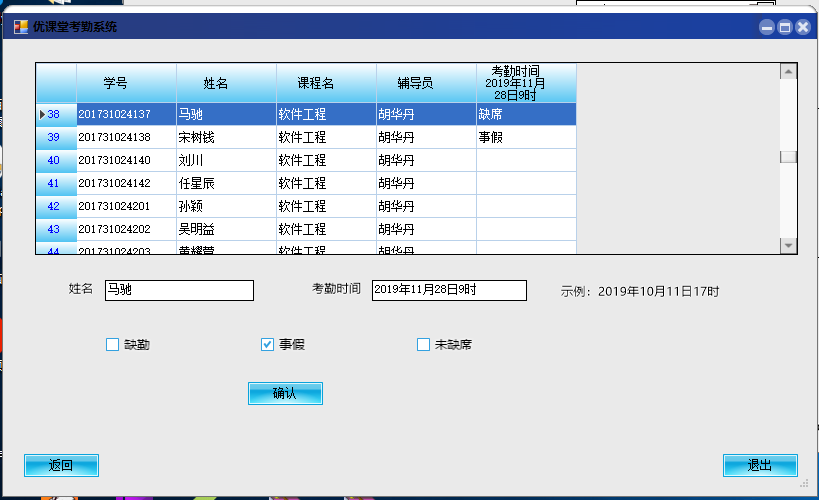 优课堂考勤系统
学号 姓名 课程名 辅导员 考勤时间
2019年11月
28日9时
38 201731024137 马驰 软件工程 胡华丹 缺席
39 201731024138 宋树钱 软件工程 胡华丹 事假
40 201731024140 刘川 软件工程 胡华丹
41 201731024142 任星辰 软件工程 胡华丹
42 201731024201 孙颖 软件工程 胡华丹
43 201731024202 吴明益 软件工程 胡华丹
44 201731024203 黄耀萱 软件工程 胡华丹
姓名 马驰 考勤时间 2019年11月28日9时 示例：2019年10月11日17时
缺勤 事假 未缺席
确认
返回 退出